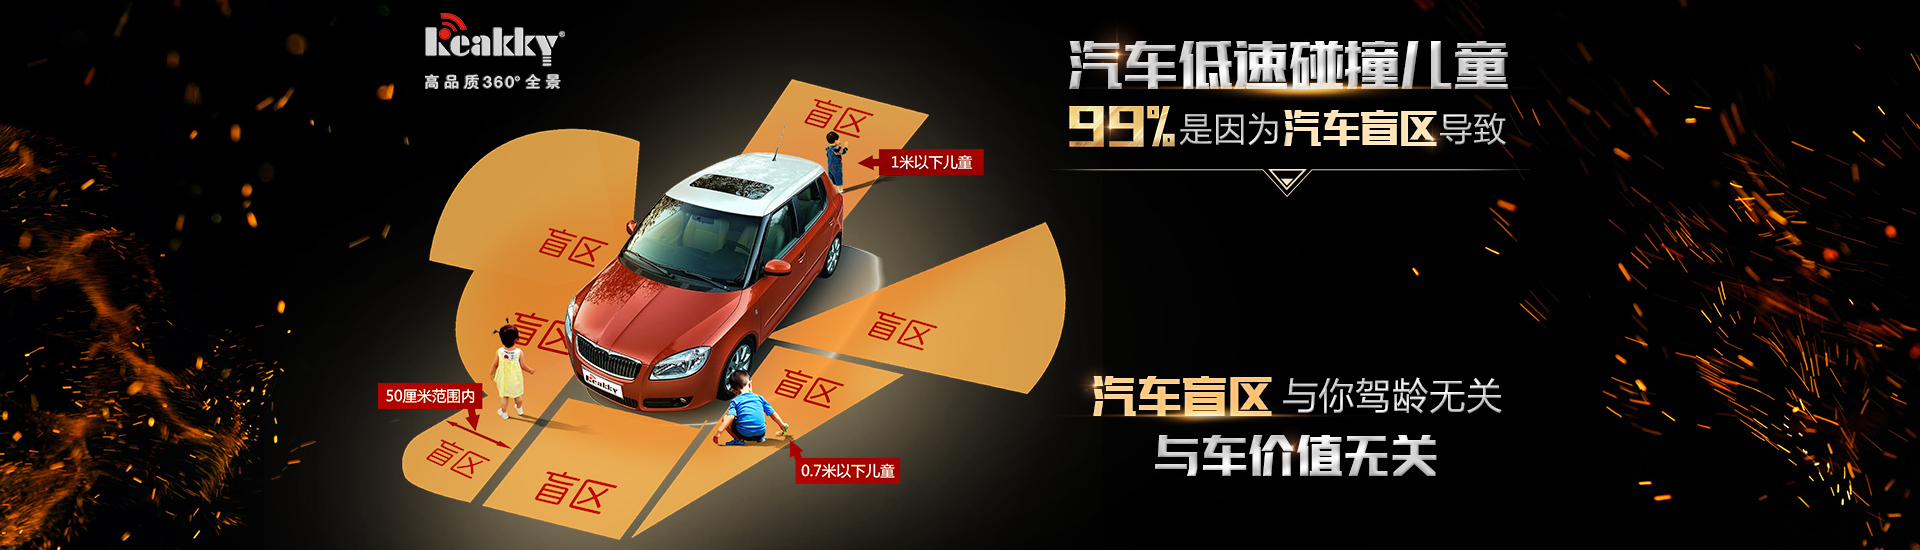 Keakky®
高品质360°全景
汽车低速碰撞儿童
99%是因为汽车盲区导致
盲区
1米以下儿童
盲区
盲区
盲区
盲区
50厘米范围内
盲区
盲区
0.7米以下儿童
Keakky
汽车盲区 与你驾龄无关
与车价值无关